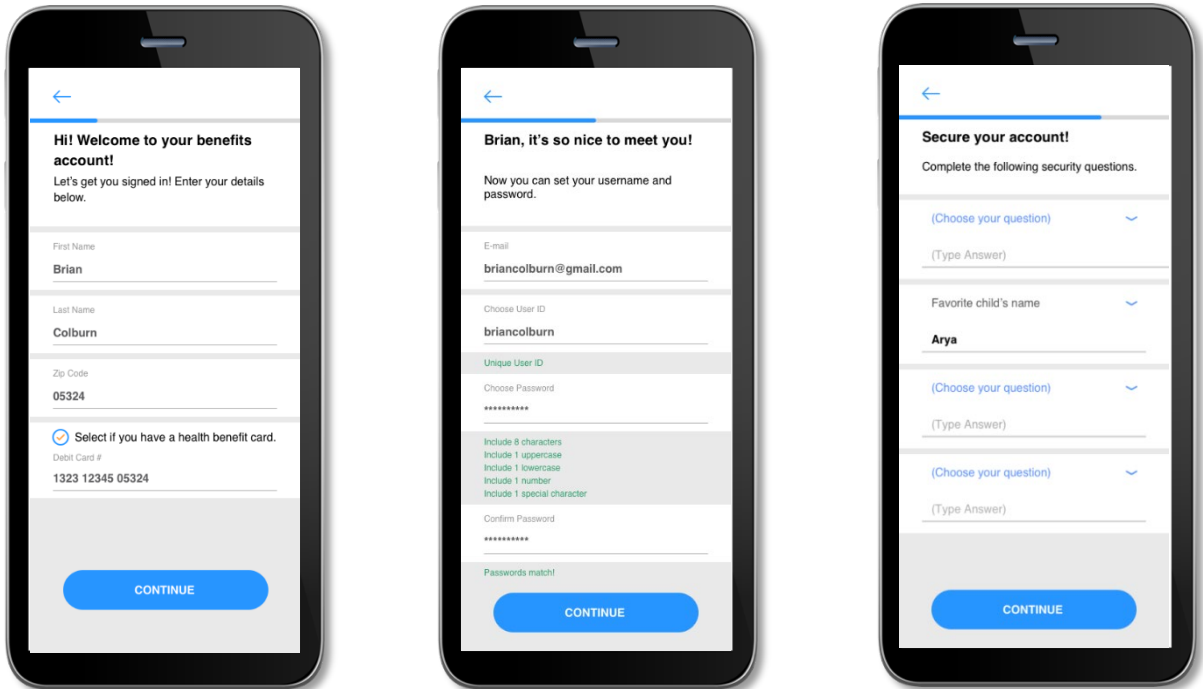 Hi! Welcome to your benefits
account!
Let's get you signed in! Enter your details
below.
First Name
Brian
Last Name
Colburn
Zip Code
05324
Select if you have a health benefit card.
Debit Card #
1323 12345 05324
CONTINUE
Brian, it's so nice to meet you!
Now you can set your username and
password.
E-mail
briancolburn@gmail.com
Choose User ID
briancolburn
Unique User ID
Choose Password
**********
Include 8 characters
Include 1 uppercase
Include 1 lowercase
Include 1 number
Include 1 special character
Confirm Password
**********
Passwords match!
CONTINUE
Secure your account!
Complete the following security questions.
(Choose your question)
(Type Answer)
Favorite child's name
Arya
(Choose your question)
(Type Answer)
(Choose your question)
(Type Answer)
CONTINUE